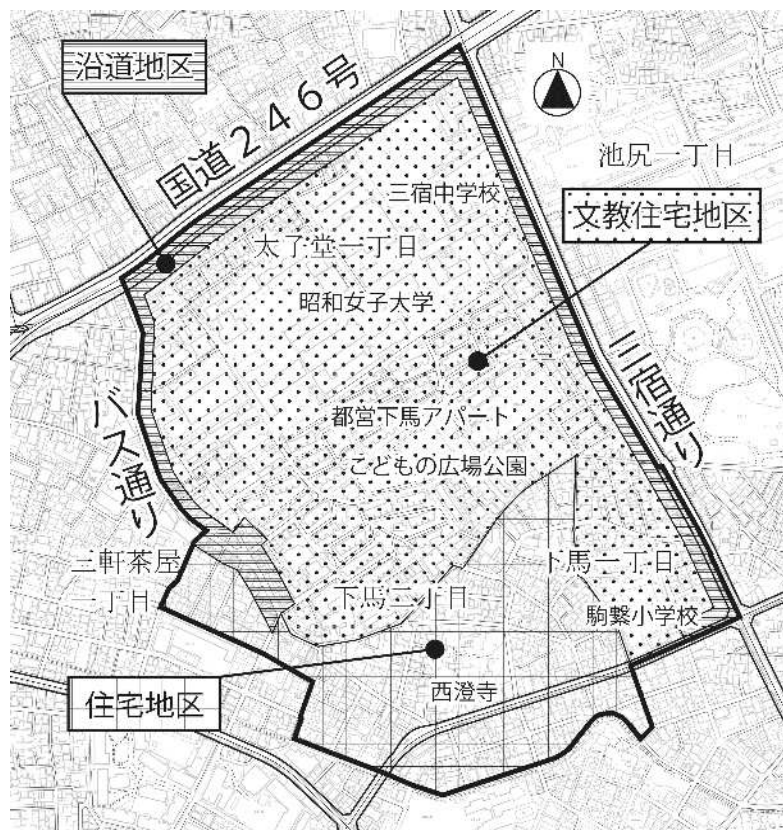 沿道地区
国道246号
N
池尻一丁目
三宿中学校
文教住宅地区
太子堂一丁目
昭和女子大学
三宿通り
都営下馬アパート
バス通り
こどもの広場公園
三軒茶屋
一丁目
下馬二丁目
下馬一丁目
駒繋小学校
西澄寺
住宅地区